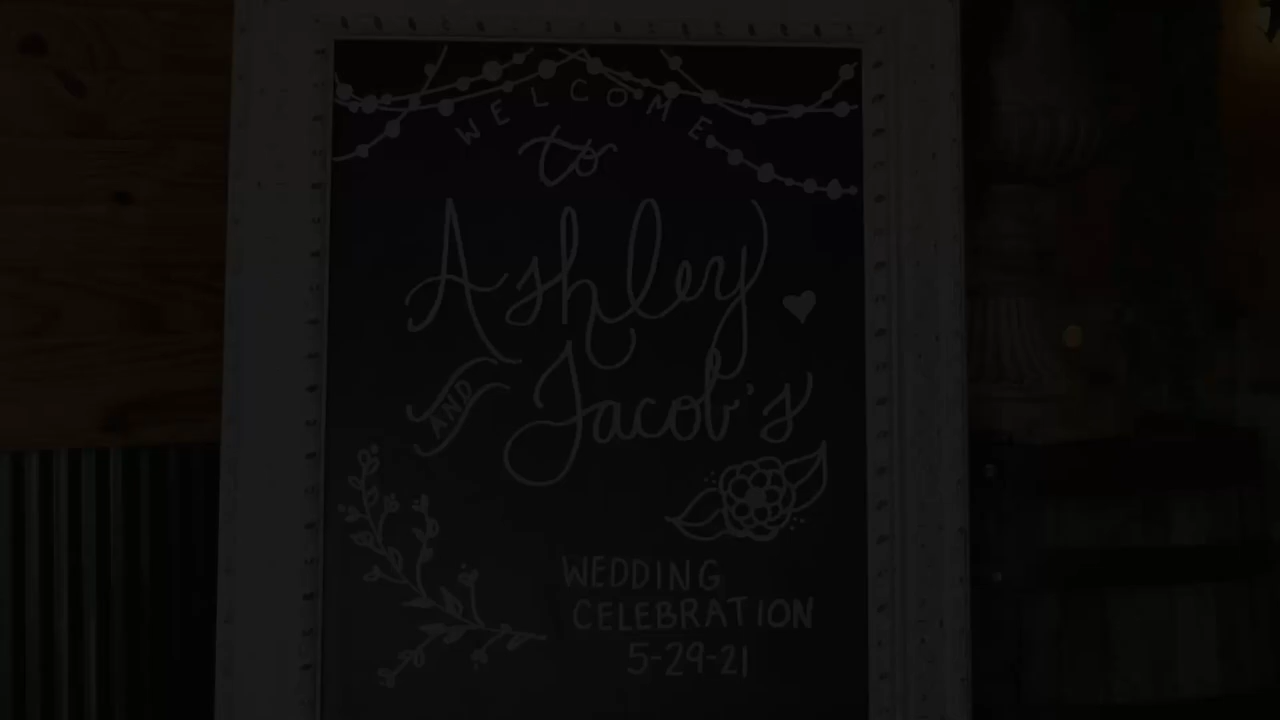 WELCOME
to
Ashley
AND Jacob's
WEDDING
CELEBRATION
5-29-21